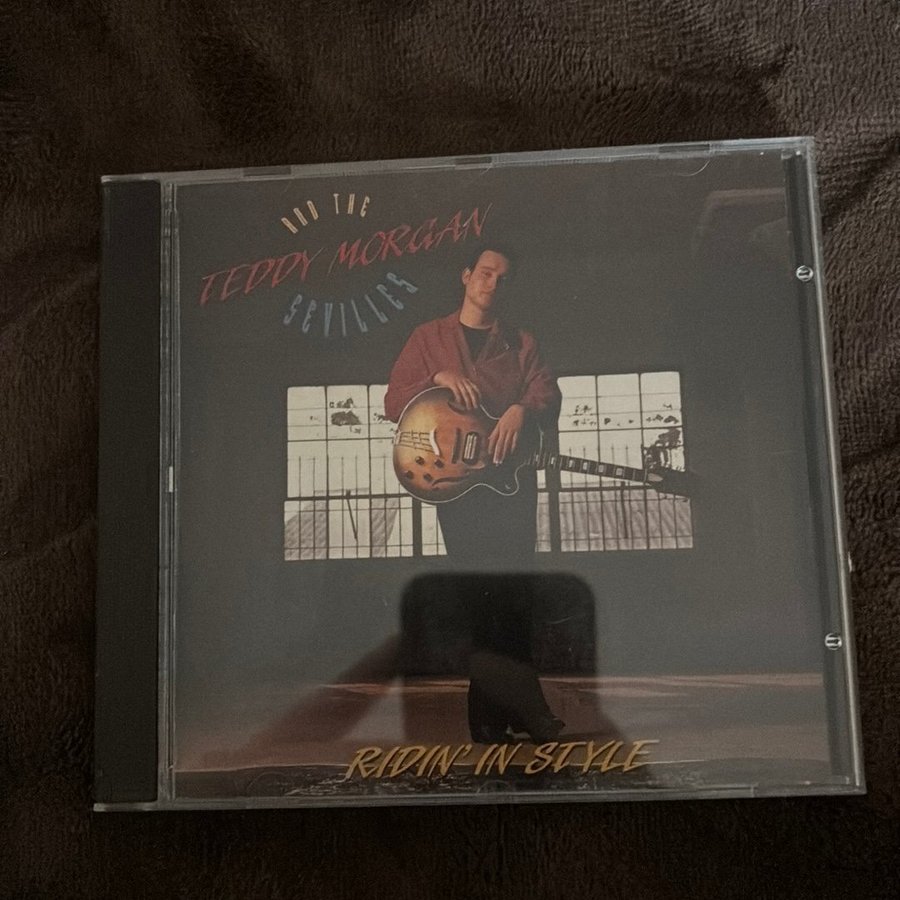 AND THE
TEDDY MORGAN
SEVILLES
RIDIN' IN STYLE